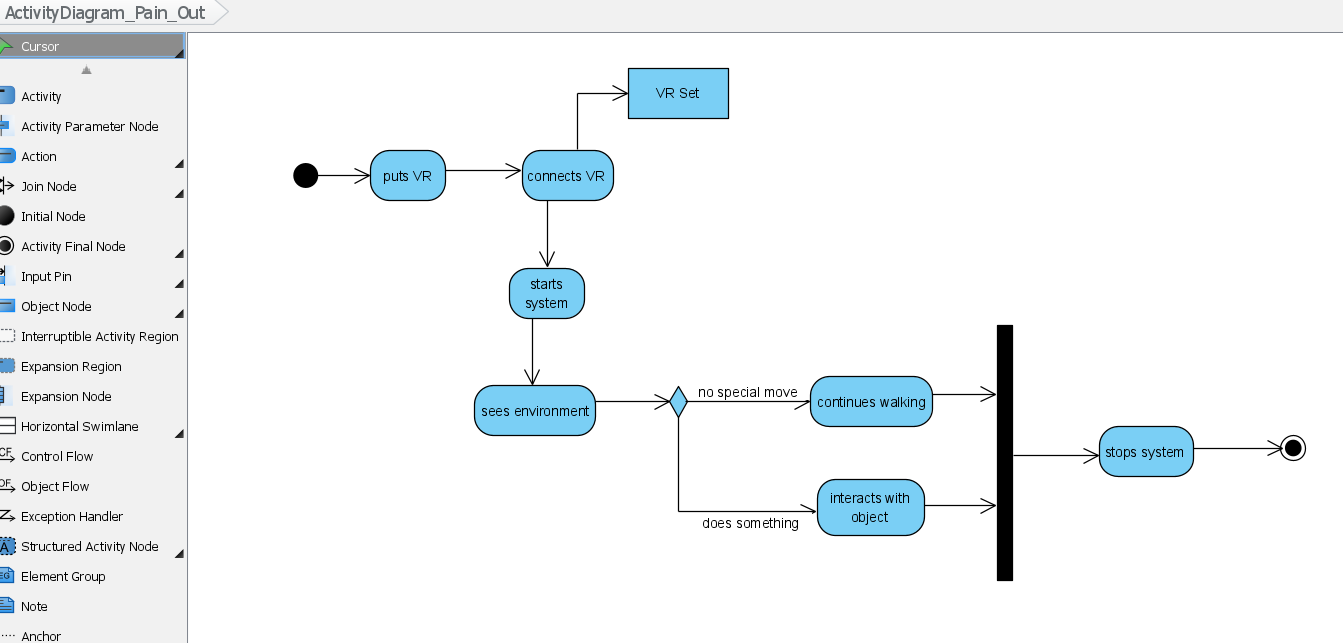 ActivityDiagram_Pain_Out
Cursor
Activity
Activity Parameter Node
Action
Join Node
Initial Node
Activity Final Node
Input Pin
Object Node
Interruptible Activity Region
Expansion Region
Expansion Node
Horizontal Swimlane
CF
Control Flow
OF
Object Flow
Exception Handler
A
Structured Activity Node
EG
Element Group
Note
Anchor
VR Set
puts VR
connects VR
starts
system
sees environment
no special move
continues walking
does something
interacts with
object
stops system